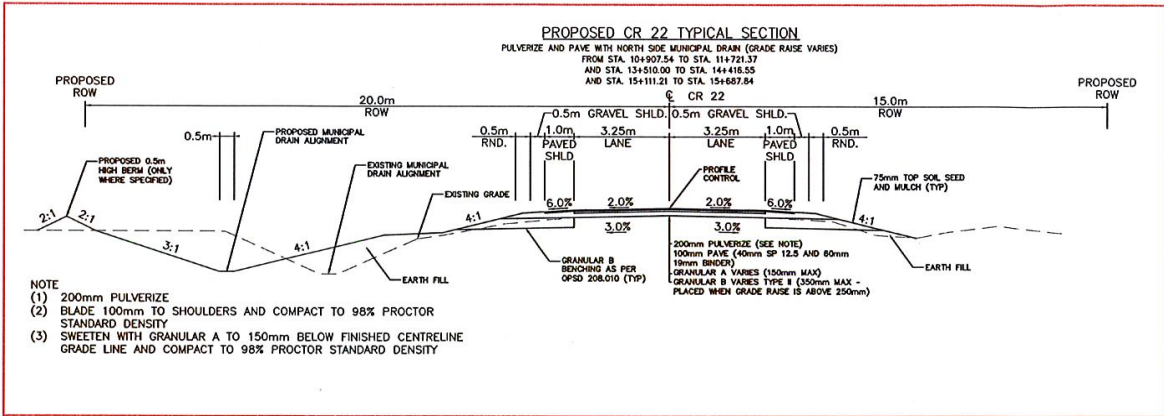 PROPOSED CR 22 TYPICAL SECTION
PULVERIZE AND PAVE WITH NORTH SIDE MUNICIPAL DRAIN (GRADE RAISE VARIES)
FROM STA. 10+907.54 TO STA. 11+721.37
AND STA. 13+510.00 TO STA. 14+416.55
AND STA. 15+111.21 TO STA. 15+687.84
PROPOSED
ROW
PROPOSED
ROW
℄ CR 22
20.0m
ROW
15.0m
ROW
0.5m GRAVEL SHLD.
0.5m GRAVEL SHLD.
0.5m
0.5m
RND.
1.0m
PAVED
SHLD
3.25m
LANE
3.25m
LANE
1.0m
PAVED
SHLD
0.5m
RND.
PROPOSED MUNICIPAL
DRAIN ALIGNMENT
PROPOSED 0.5m
HIGH BERM (ONLY
WHERE SPECIFIED)
EXISTING MUNICIPAL
DRAIN ALIGNMENT
EXISTING GRADE
PROFILE
CONTROL
75mm TOP SOIL SEED
AND MULCH (TYP)
2:1
2:1
3:1
4:1
4:1
6.0%
2.0%
2.0%
6.0%
4:1
3.0%
3.0%
EARTH FILL
GRANULAR B
BENCHING AS PER
OPSD 208.010 (TYP)
200mm PULVERIZE (SEE NOTE)
100mm PAVE (40mm SP 12.5 AND 60mm
19mm BINDER)
GRANULAR A VARIES (150mm MAX)
GRANULAR B VARIES TYPE II (350mm MAX -
PLACED WHEN GRADE RAISE IS ABOVE 250mm)
EARTH FILL
NOTE
(1) 200mm PULVERIZE
(2) BLADE 100mm TO SHOULDERS AND COMPACT TO 98% PROCTOR
STANDARD DENSITY
(3) SWEETEN WITH GRANULAR A TO 150mm BELOW FINISHED CENTRELINE
GRADE LINE AND COMPACT TO 98% PROCTOR STANDARD DENSITY